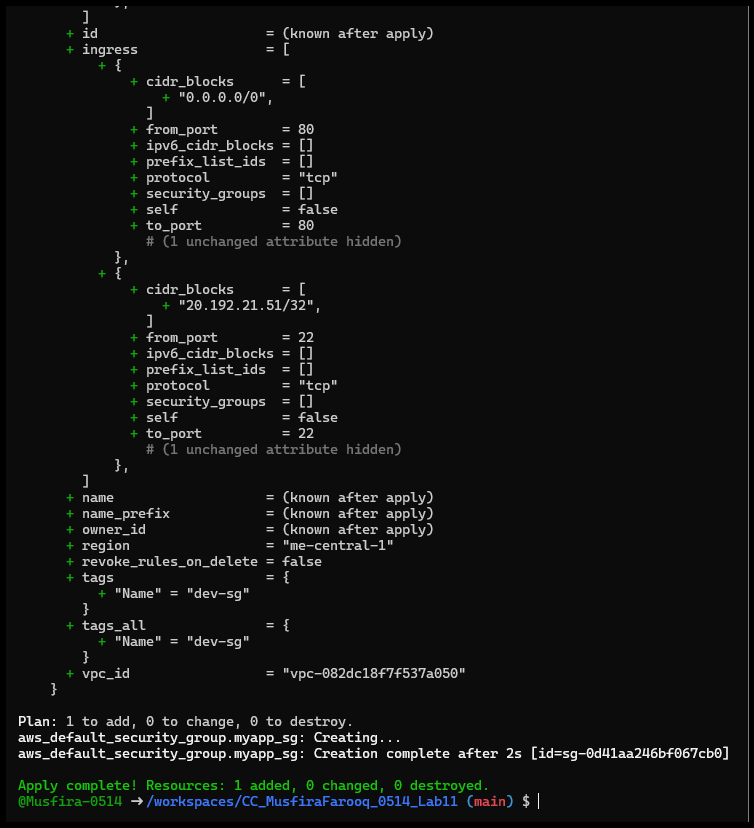 ]
      + id                     = (known after apply)
      + ingress                = [
          + {
              + cidr_blocks      = [
                  + "0.0.0.0/0",
                ]
              + from_port        = 80
              + ipv6_cidr_blocks = []
              + prefix_list_ids  = []
              + protocol         = "tcp"
              + security_groups  = []
              + self             = false
              + to_port          = 80
                # (1 unchanged attribute hidden)
            },
          + {
              + cidr_blocks      = [
                  + "20.192.21.51/32",
                ]
              + from_port        = 22
              + ipv6_cidr_blocks = []
              + prefix_list_ids  = []
              + protocol         = "tcp"
              + security_groups  = []
              + self             = false
              + to_port          = 22
                # (1 unchanged attribute hidden)
            },
        ]
      + name                   = (known after apply)
      + name_prefix            = (known after apply)
      + owner_id               = (known after apply)
      + region                 = "me-central-1"
      + revoke_rules_on_delete = false
      + tags                   = {
          + "Name" = "dev-sg"
        }
      + tags_all               = {
          + "Name" = "dev-sg"
        }
      + vpc_id                 = "vpc-082dc18f7f537a050"
    }

Plan: 1 to add, 0 to change, 0 to destroy.
aws_default_security_group.myapp_sg: Creating...
aws_default_security_group.myapp_sg: Creation complete after 2s [id=sg-0d41aa246bf067cb0]

Apply complete! Resources: 1 added, 0 changed, 0 destroyed.
@Musfira-0514 ➜ /workspaces/CC_MusfiraFarooq_0514_Lab11 (main) $